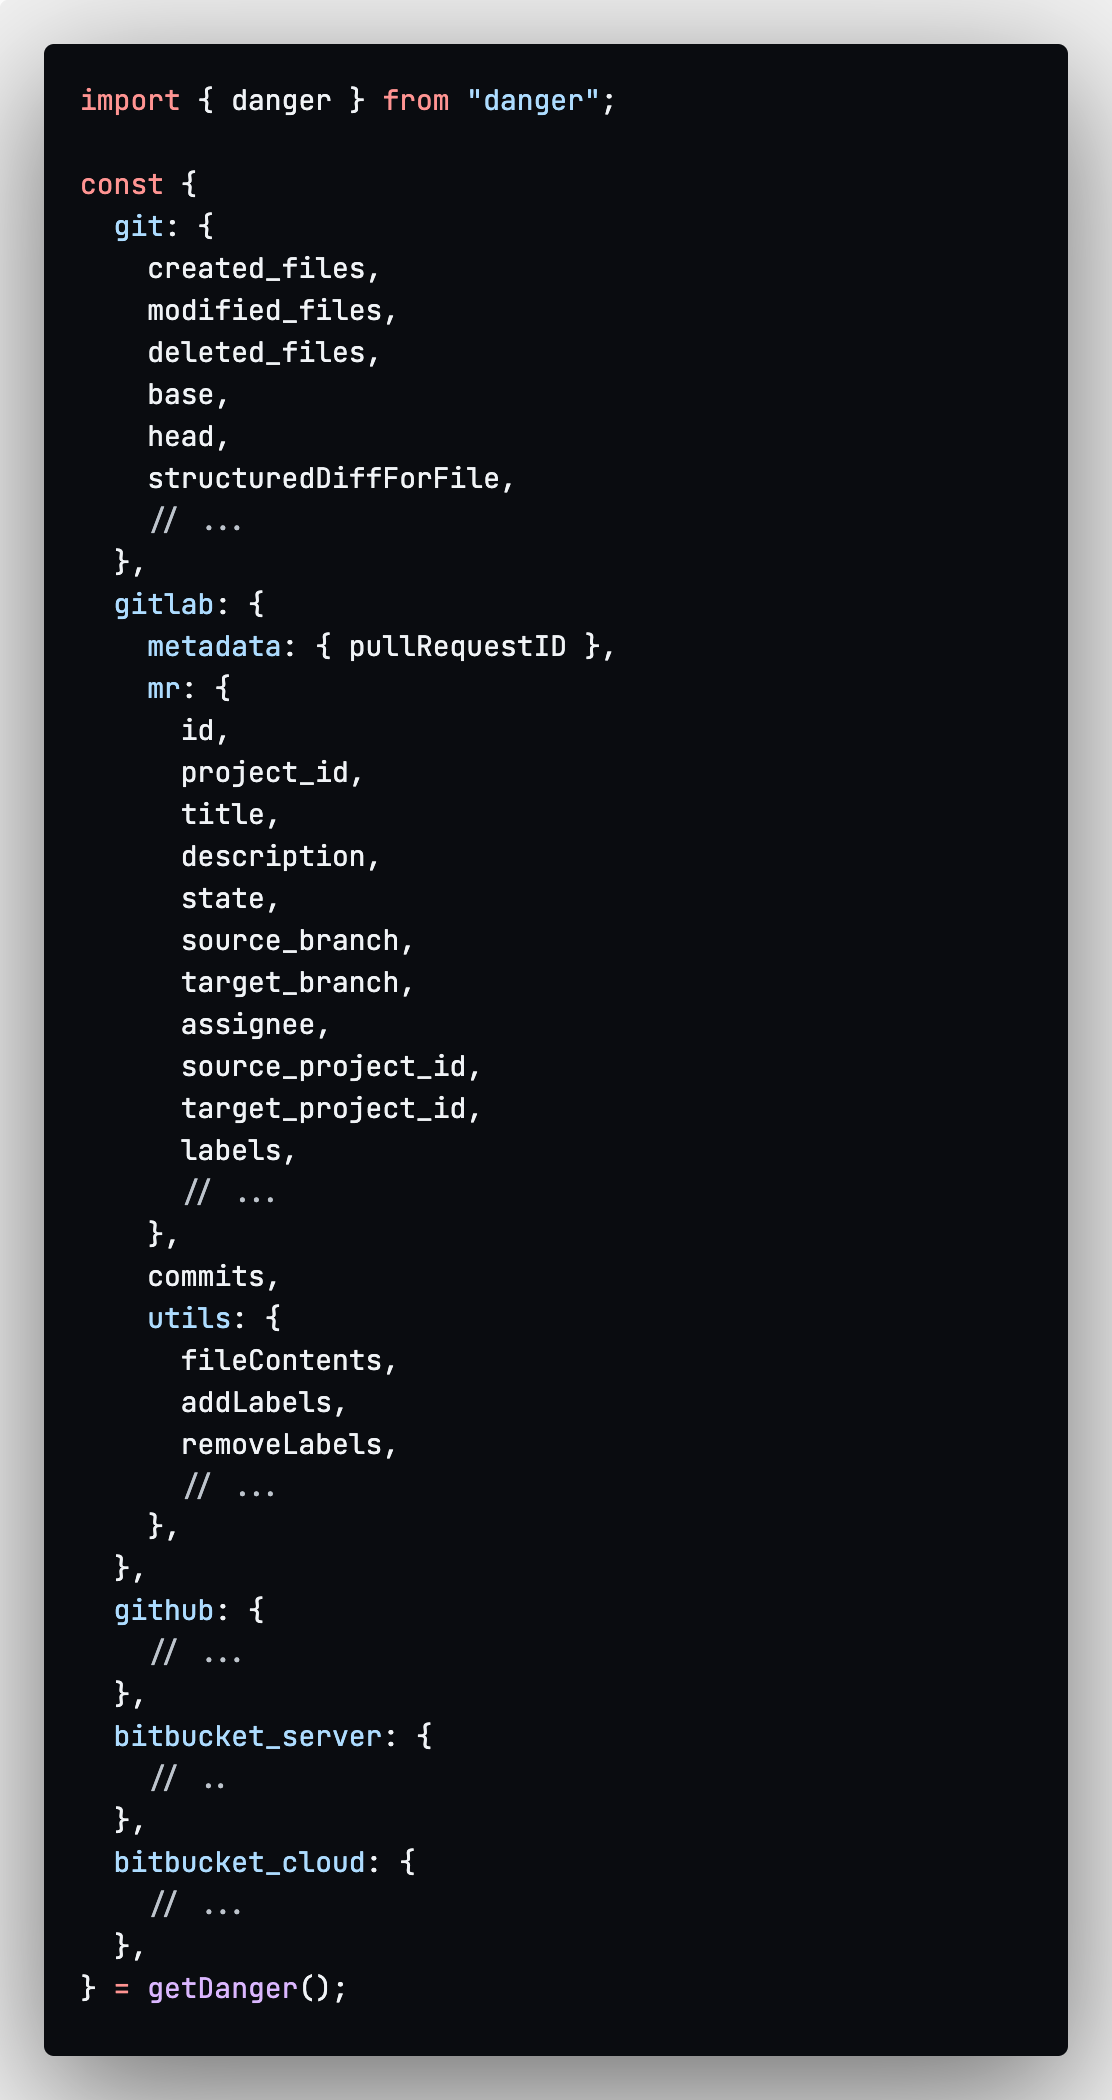 import { danger } from "danger";
const {
  git: {
    created_files,
    modified_files,
    deleted_files,
    base,
    head,
    structuredDiffForFile,
    // ...
  },
  gitlab: {
    metadata: { pullRequestID },
    mr: {
      id,
      project_id,
      title,
      description,
      state,
      source_branch,
      target_branch,
      assignee,
      source_project_id,
      target_project_id,
      labels,
      // ...
    },
    commits,
    utils: {
      fileContents,
      addLabels,
      removeLabels,
      // ...
    },
  },
  github: {
    // ...
  },
  bitbucket_server: {
    // ..
  },
  bitbucket_cloud: {
    // ...
  },
} = getDanger();